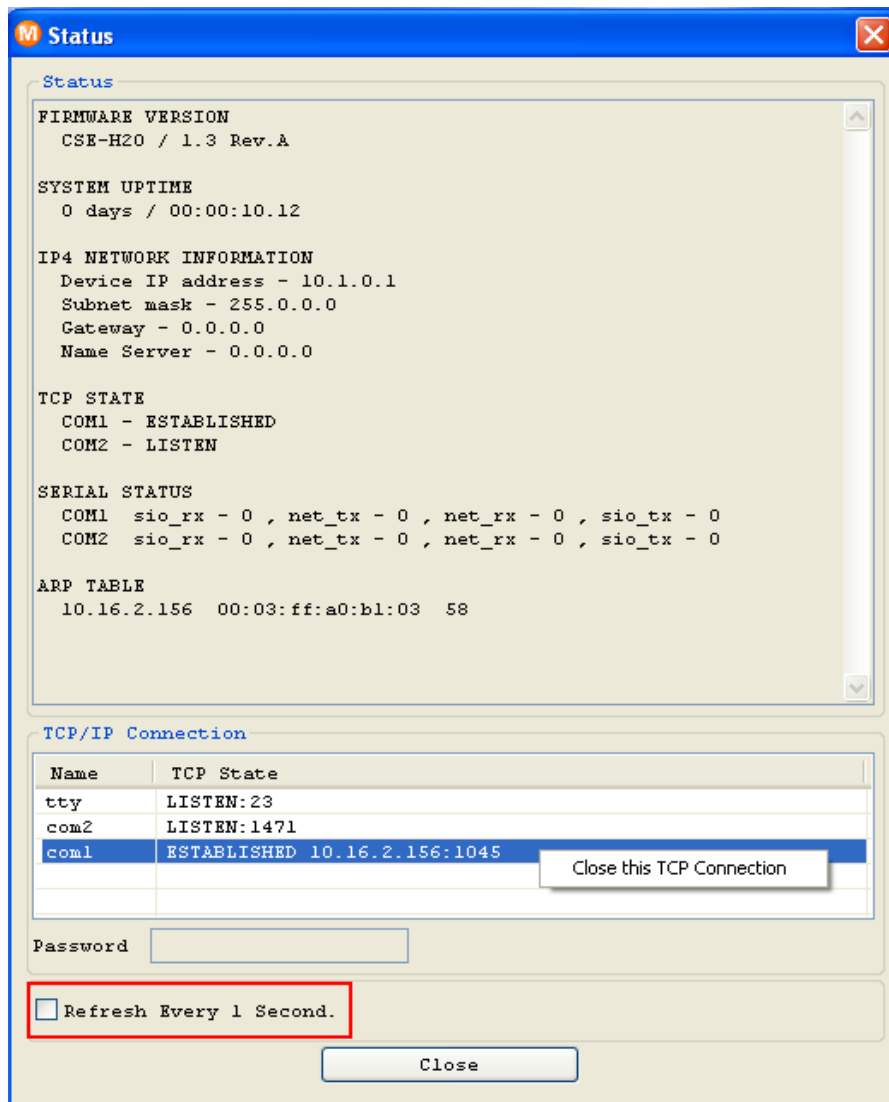 M Status
Status
FIRMWARE VERSION
CSE-H20 / 1.3 Rev.A
SYSTEM UPTIME
0 days / 00:00:10.12
IP4 NETWORK INFORMATION
Device IP address - 10.1.0.1
Subnet mask - 255.0.0.0
Gateway - 0.0.0.0
Name Server - 0.0.0.0
TCP STATE
COM1 - ESTABLISHED
COM2 - LISTEN
SERIAL STATUS
COM1 sio_rx - 0 , net_tx - 0 , net_rx - 0 , sio_tx - 0
COM2 sio_rx - 0 , net_tx - 0 , net_rx - 0 , sio_tx - 0
ARP TABLE
10.16.2.156 00:03:ff:a0:b1:03 58
TCP/IP Connection
Name TCP State
tty LISTEN:23
com2 LISTEN:1471
com1 ESTABLISHED 10.16.2.156:1045
Close this TCP Connection
Password
Refresh Every 1 Second.
Close